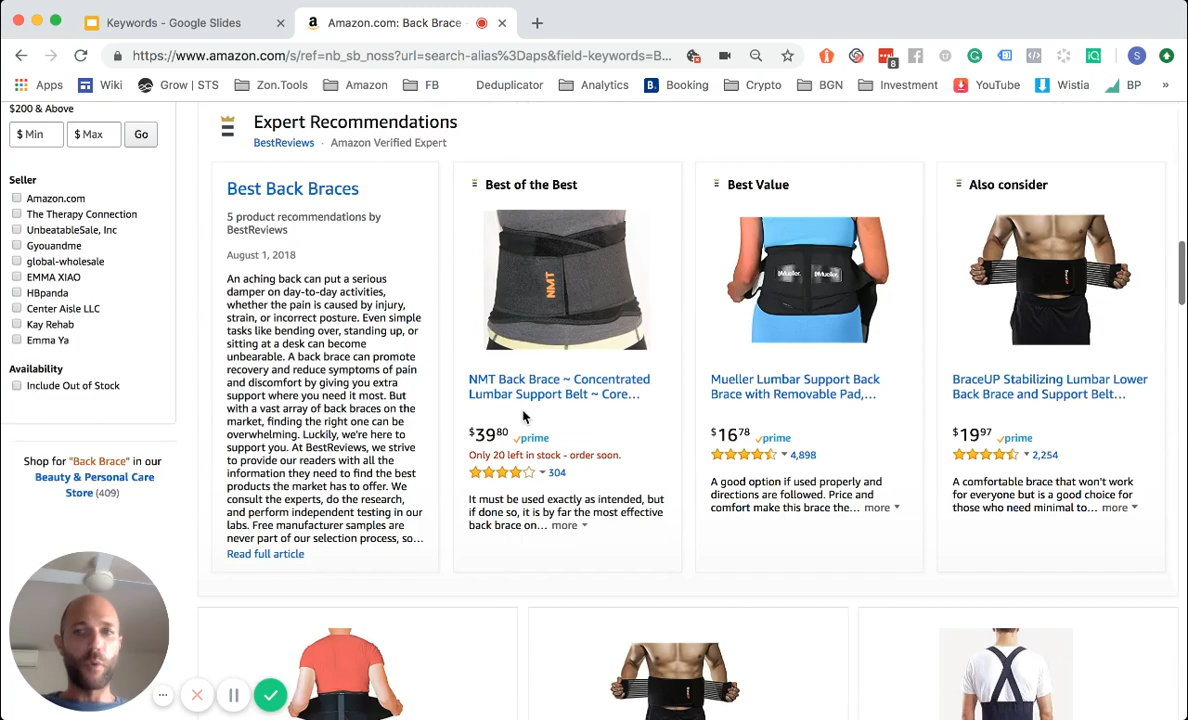 Keywords - Google Slides
Amazon.com: Back Brace
https://www.amazon.com/s/ref=nb_sb_noss?url=search-alias%3Daps&field-keywords=B...
8
S
Apps
Wiki
Grow | STS
Zon.Tools
Amazon
FB
Deduplicator
Analytics
Booking
Crypto
BGN
Investment
YouTube
Wistia
BP
»
$200 & Above
$ Min
$ Max
Go
Seller
Amazon.com
The Therapy Connection
UnbeatableSale, Inc
Gyouandme
global-wholesale
EMMA XIAO
HBpanda
Center Aisle LLC
Kay Rehab
Emma Ya
Availability
Include Out of Stock
Shop for "Back Brace" in our
Beauty & Personal Care
Store (409)
Expert Recommendations
BestReviews · Amazon Verified Expert
Best Back Braces
5 product recommendations by
BestReviews
August 1, 2018
An aching back can put a serious
damper on day-to-day activities,
whether the pain is caused by injury,
strain, or incorrect posture. Even simple
tasks like bending over, standing up, or
sitting at a desk can become
unbearable. A back brace can promote
recovery and reduce symptoms of pain
and discomfort by giving you extra
support where you need it most. But
with a vast array of back braces on the
market, finding the right one can be
overwhelming. Luckily, we're here to
support you. At BestReviews, we strive
to provide our readers with all the
information they need to find the best
products the market has to offer. We
consult the experts, do the research,
and perform independent testing in our
labs. Free manufacturer samples are
never part of our selection process, so...
Read full article
Best of the Best
NMT
NMT Back Brace ~ Concentrated
Lumbar Support Belt ~ Core...
$39 80 prime
Only 20 left in stock - order soon.
304
It must be used exactly as intended, but
if done so, it is by far the most effective
back brace on... more
Best Value
Mueller
Mueller
Mueller Lumbar Support Back
Brace with Removable Pad,...
$16 78 prime
4,898
A good option if used properly and
directions are followed. Price and
comfort make this brace the... more
Also consider
BraceUP Stabilizing Lumbar Lower
Back Brace and Support Belt...
$19 97 prime
2,254
A comfortable brace that won't work
for everyone but is a good choice for
those who need minimal to... more